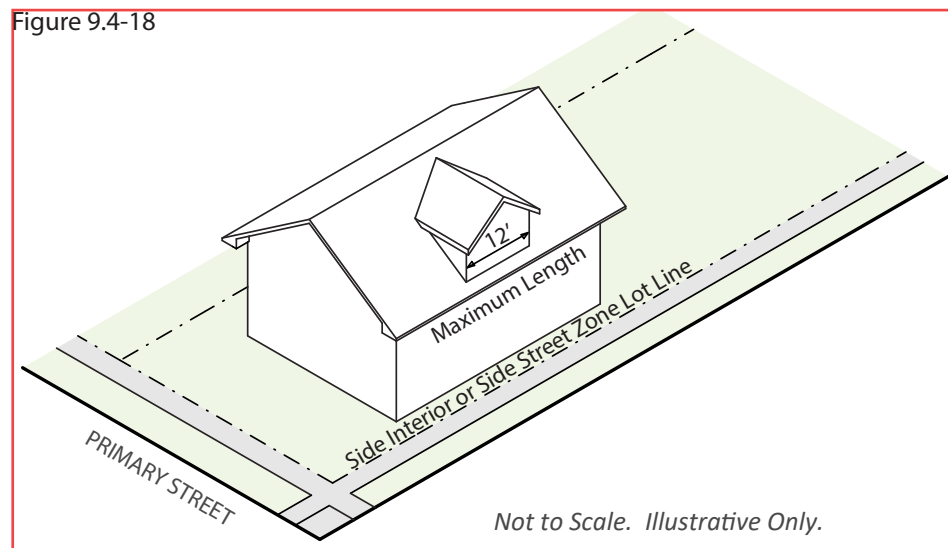 Figure 9.4-18
12'
Maximum Length
Side Interior or Side Street Zone Lot Line
PRIMARY STREET
Not to Scale. Illustrative Only.